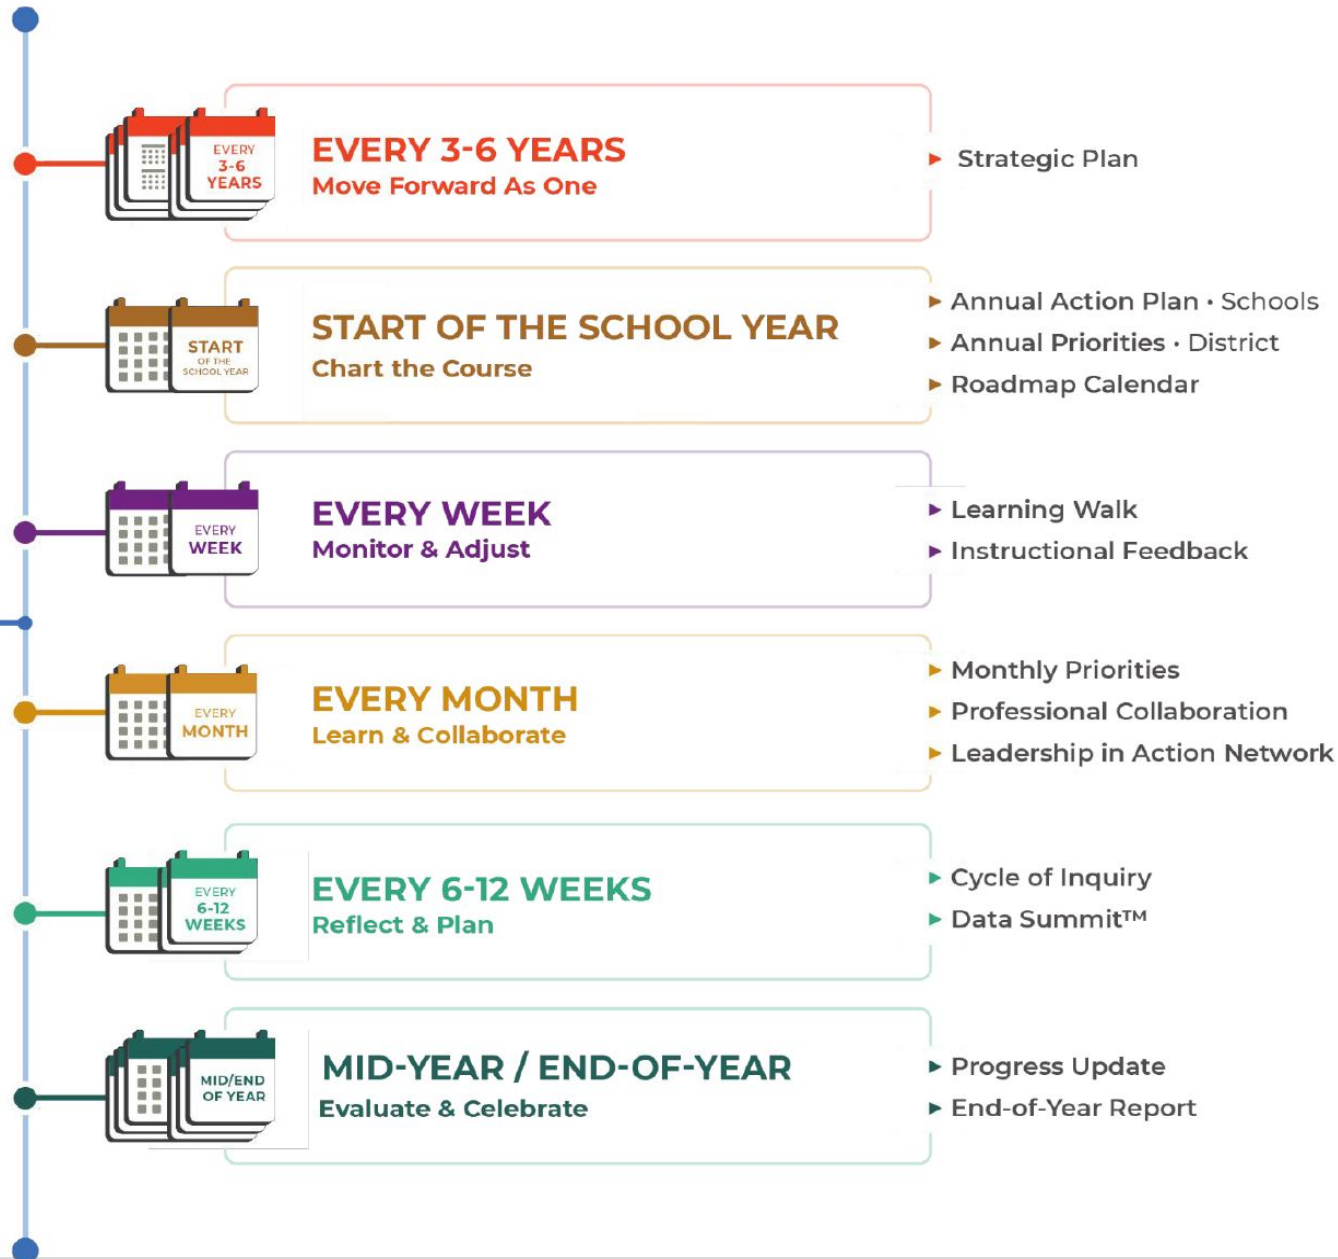 EVERY
3-6
YEARS
EVERY 3-6 YEARS
Move Forward As One
Strategic Plan
START
OF THE
SCHOOL YEAR
START OF THE SCHOOL YEAR
Chart the Course
Annual Action Plan • Schools
Annual Priorities • District
Roadmap Calendar
EVERY
WEEK
EVERY WEEK
Monitor & Adjust
Learning Walk
Instructional Feedback
EVERY
MONTH
EVERY MONTH
Learn & Collaborate
Monthly Priorities
Professional Collaboration
Leadership in Action Network
EVERY
6-12
WEEKS
EVERY 6-12 WEEKS
Reflect & Plan
Cycle of Inquiry
Data Summit™
MID/END
OF YEAR
MID-YEAR / END-OF-YEAR
Evaluate & Celebrate
Progress Update
End-of-Year Report